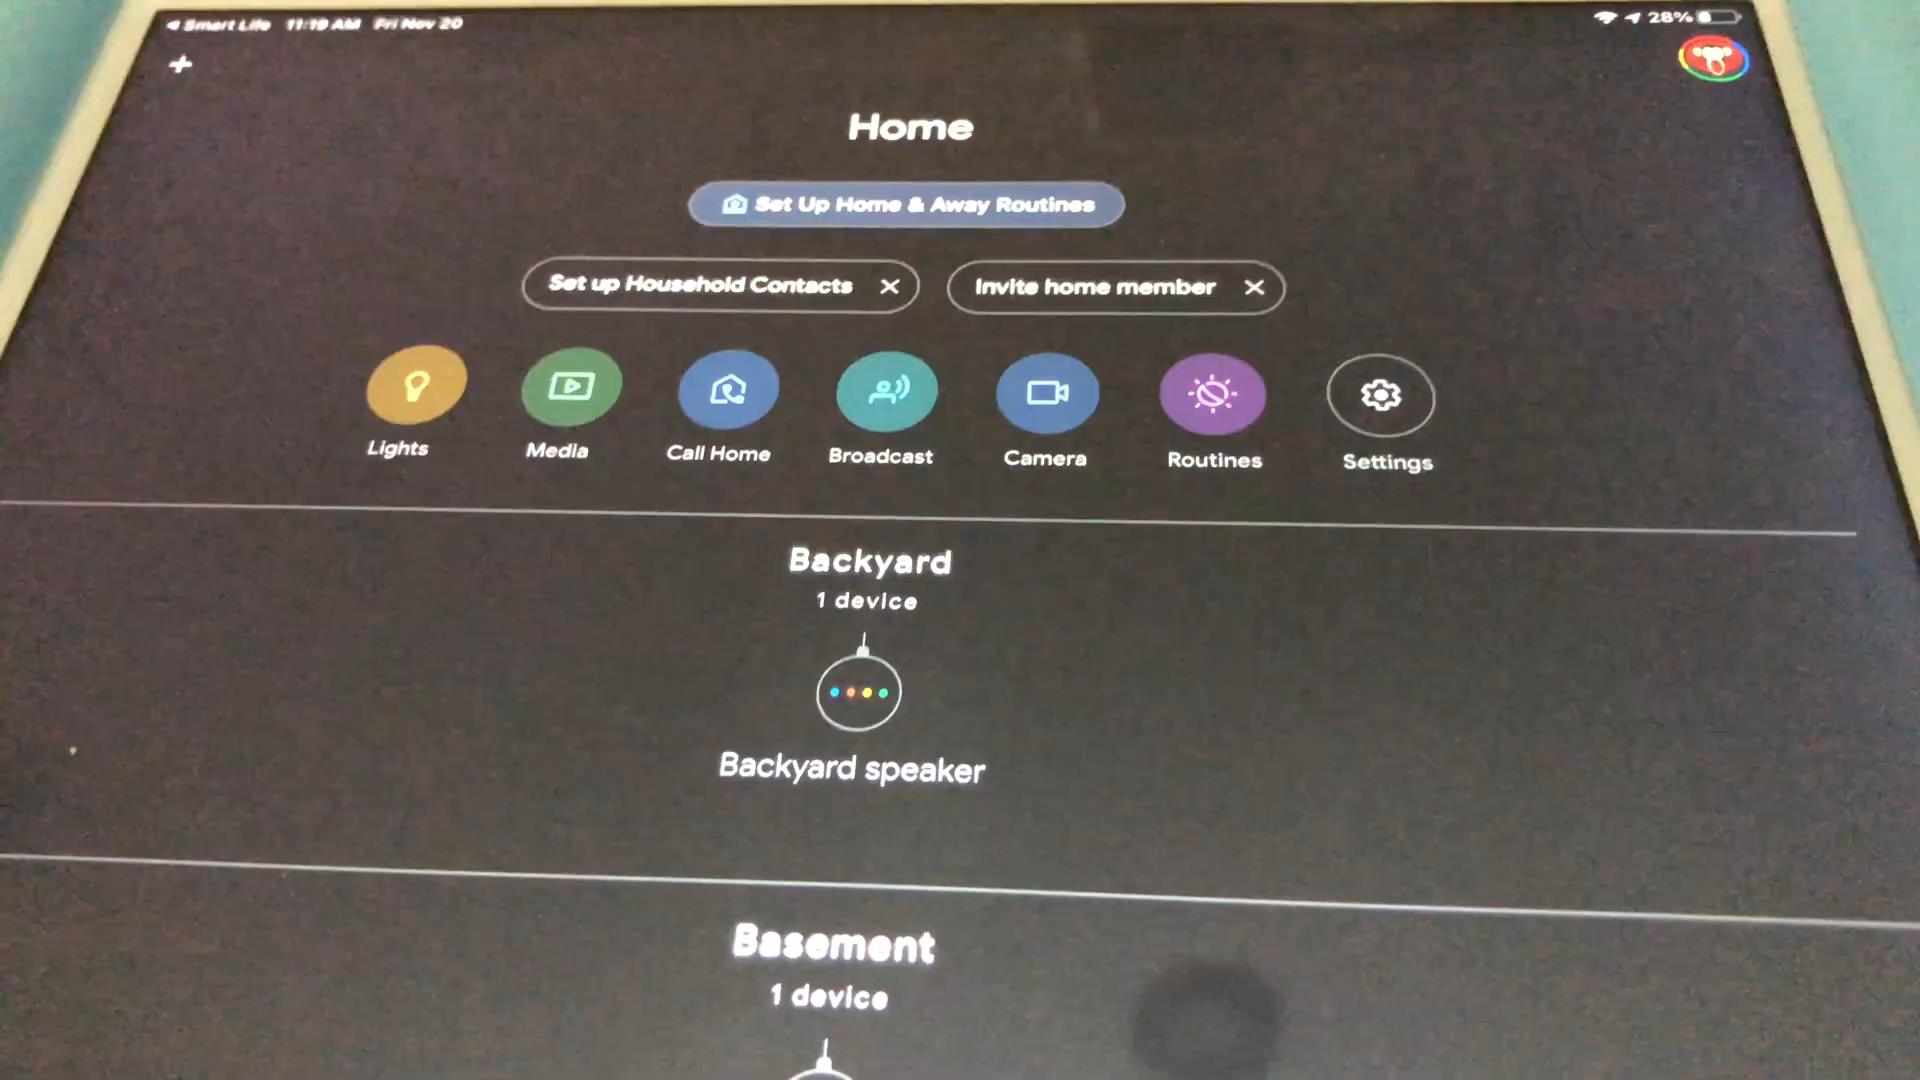 Smart Life 11:19 AM Fri Nov 20 28%
Home
Set Up Home & Away Routines
Set up Household Contacts Invite home member
Lights Media Call Home Broadcast Camera Routines Settings
Backyard
1 device
Backyard speaker
Basement
1 device